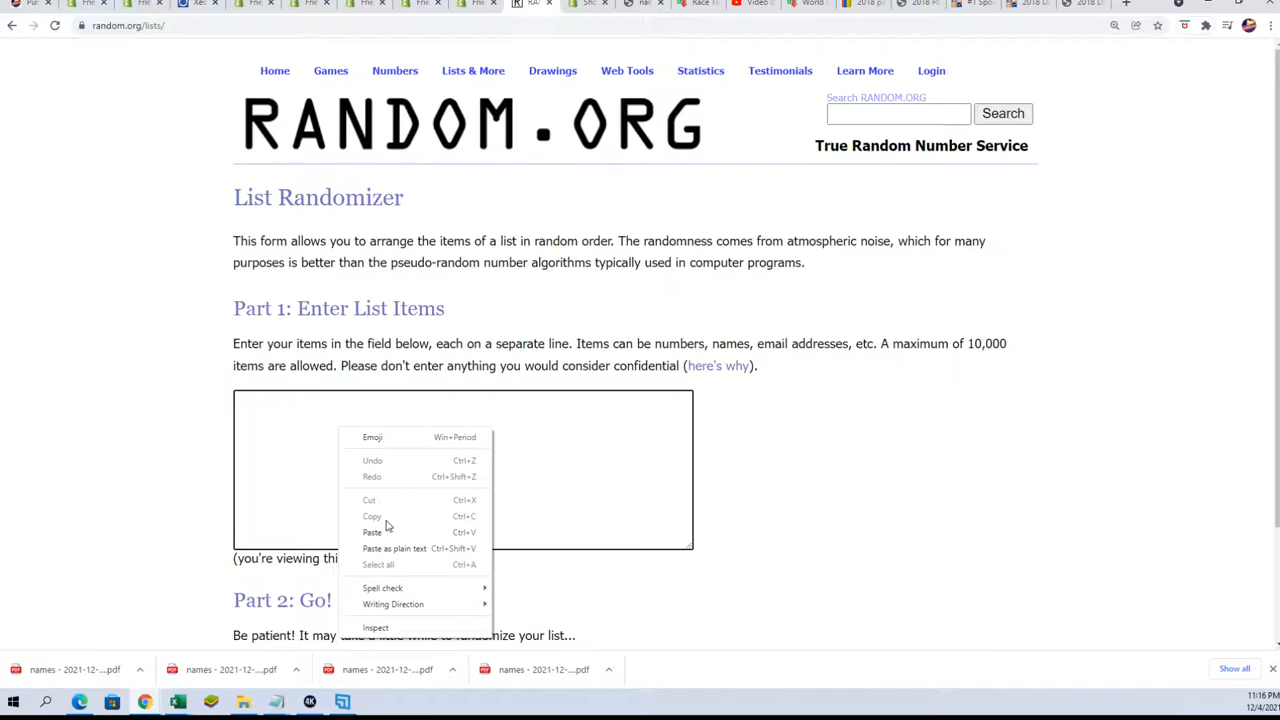 random.org/lists/
Home Games Numbers Lists & More Drawings Web Tools Statistics Testimonials Learn More Login
Search RANDOM.ORG
RANDOM.ORG
Search
True Random Number Service
List Randomizer
This form allows you to arrange the items of a list in random order. The randomness comes from atmospheric noise, which for many
purposes is better than the pseudo-random number algorithms typically used in computer programs.
Part 1: Enter List Items
Enter your items in the field below, each on a separate line. Items can be numbers, names, email addresses, etc. A maximum of 10,000
items are allowed. Please don't enter anything you would consider confidential (here's why).
Emoji Win+Period
Undo Ctrl+Z
Redo Ctrl+Shift+Z
Cut Ctrl+X
Copy Ctrl+C
Paste Ctrl+V
Paste as plain text Ctrl+Shift+V
(you're viewing thi
Select all Ctrl+A
Spell check
Part 2: Go!
Writing Direction
Inspect
Be patient! It may take a little while to randomize your list...
names - 2021-12-....pdf names - 2021-12-....pdf names - 2021-12-....pdf names - 2021-12-....pdf Show all
11:16 PM
12/4/2021